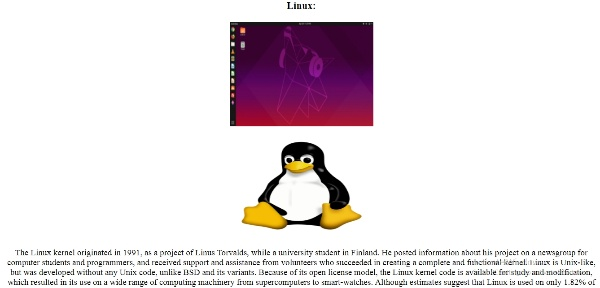 Linux:
The Linux kernel originated in 1991, as a project of Linus Torvalds, while a university student in Finland. He posted information about his project on a newsgroup for
computer students and programmers, and received support and assistance from volunteers who succeeded in creating a complete and functional kernel. Linux is Unix-like,
but was developed without any Unix code, unlike BSD and its variants. Because of its open license model, the Linux kernel code is available for study and modification,
which resulted in its use on a wide range of computing machinery from supercomputers to smart-watches. Although estimates suggest that Linux is used on only 1.82% of